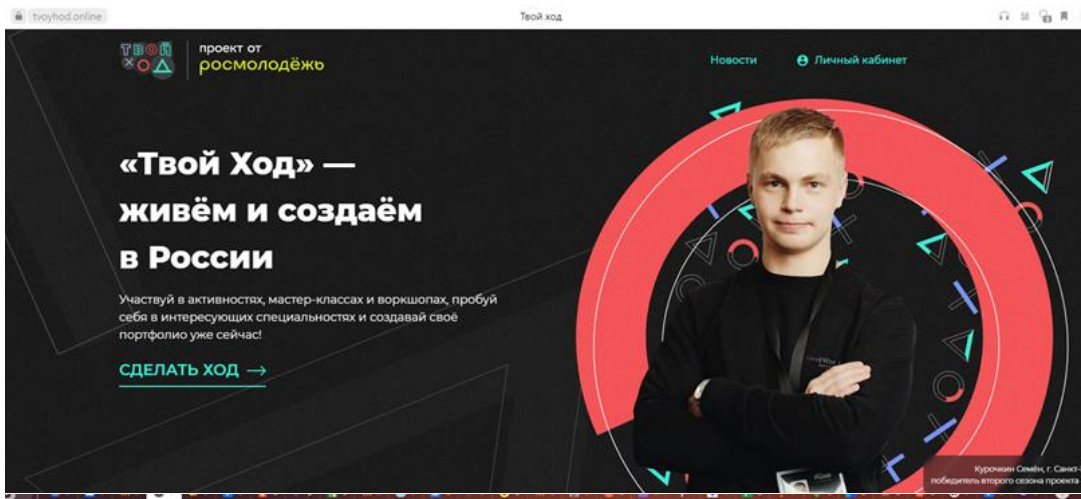 tvoyhod.online
Твой ход
ТВОЙ
ХОД
проект от
росмолодёжь
Новости
Личный кабинет
«Твой Ход» —
живём и создаём
в России
Участвуй в активностях, мастер-классах и воркшопах, пробуй
себя в интересующих специальностях и создавай своё
портфолио уже сейчас!
СДЕЛАТЬ ХОД →
Курочкин Семён, г. Санкт-
победитель второго сезона проекта